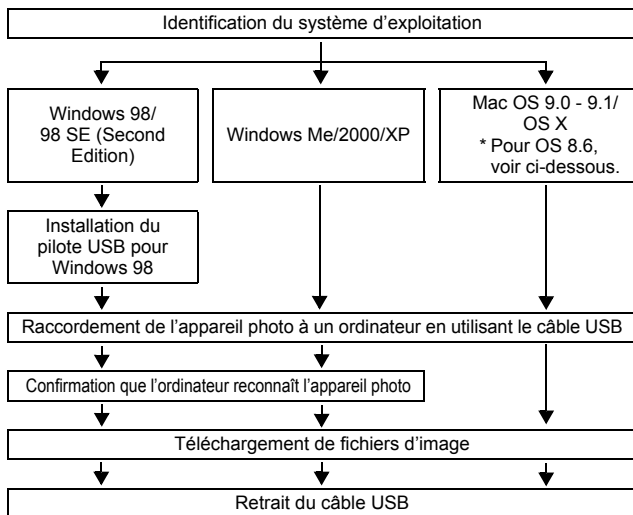 Identification du système d’exploitation
Windows 98/
98 SE (Second
Edition)
Windows Me/2000/XP
Mac OS 9.0 - 9.1/
OS X
* Pour OS 8.6,
voir ci-dessous.
Installation du
pilote USB pour
Windows 98
Raccordement de l’appareil photo à un ordinateur en utilisant le câble USB
Confirmation que l’ordinateur reconnaît l’appareil photo
Téléchargement de fichiers d’image
Retrait du câble USB